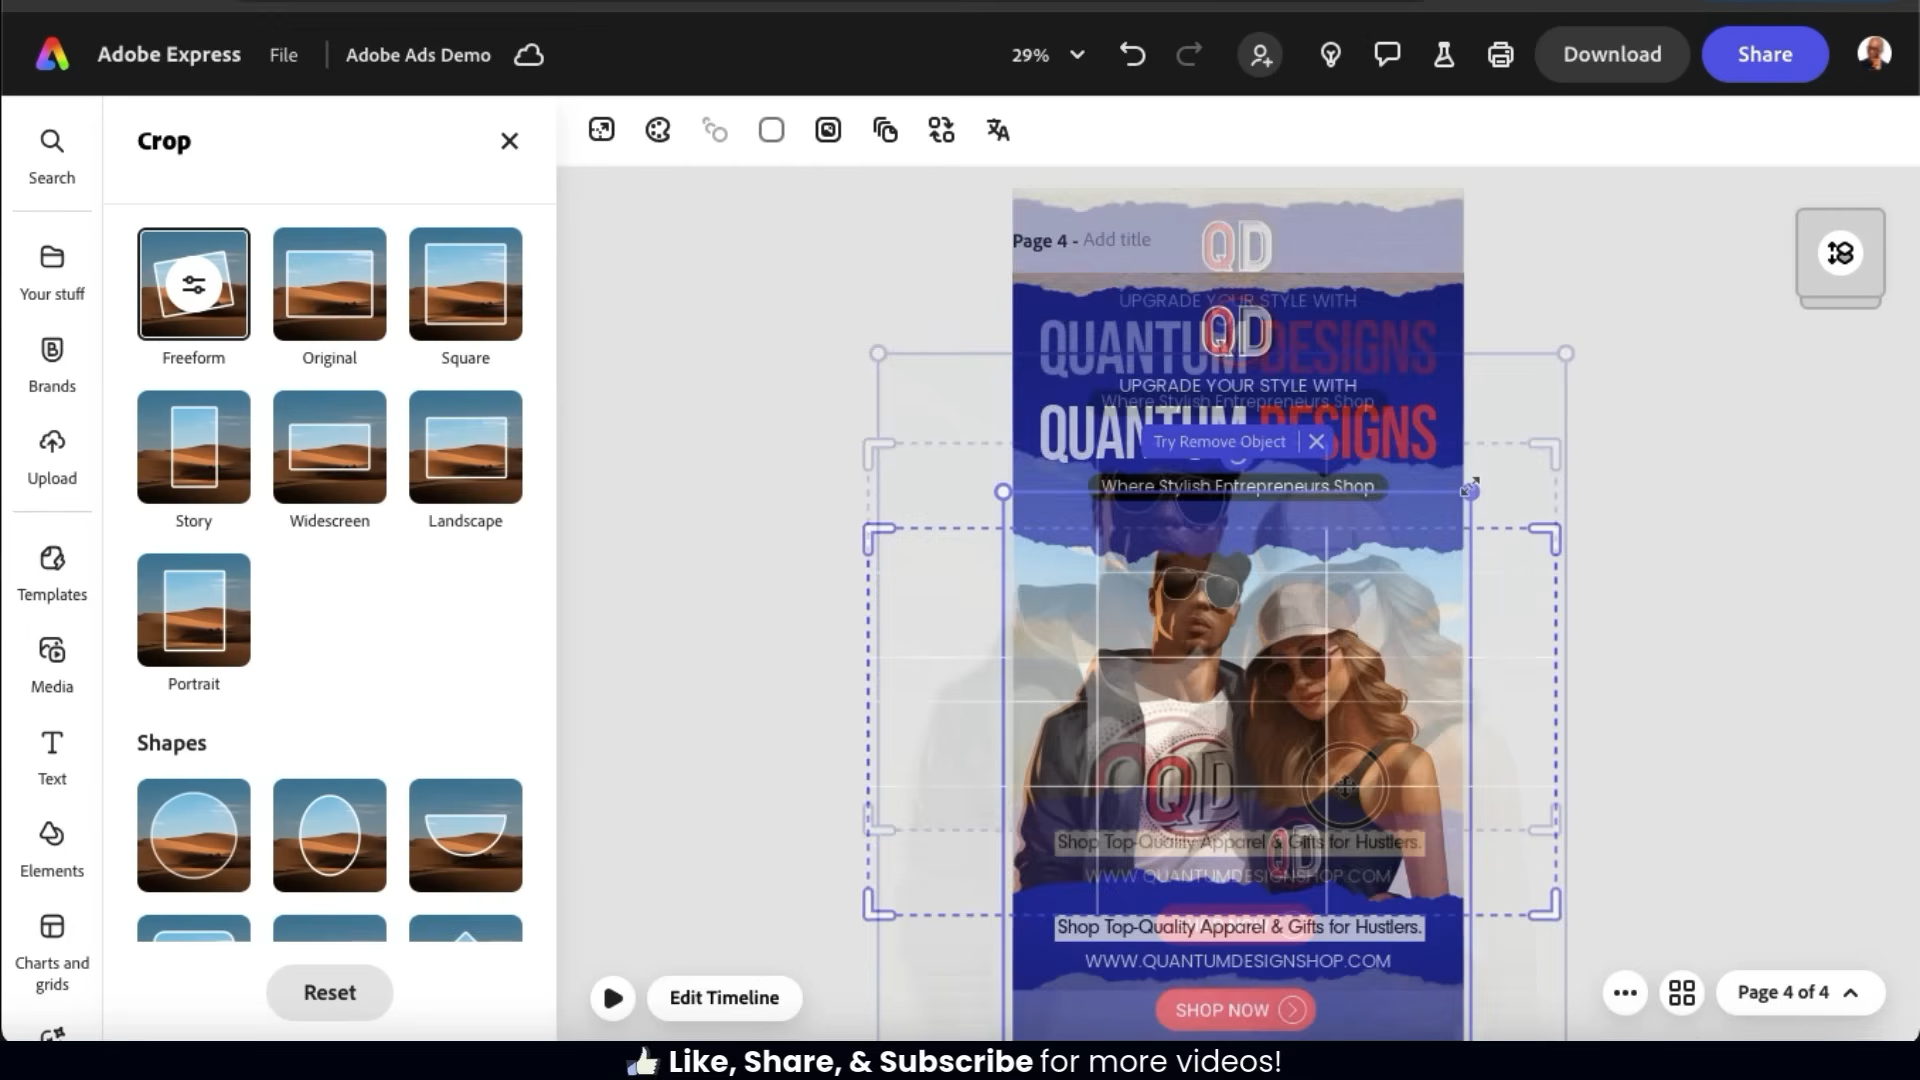 Adobe Express
File
Adobe Ads Demo
29%
Download
Share
Search
Your stuff
Brands
Upload
Templates
Media
Text
Elements
Charts and
grids
Crop
Freeform
Original
Square
Story
Widescreen
Landscape
Portrait
Shapes
Reset
Page 4 - Add title
QD
UPGRADE YOUR STYLE WITH
QUANTUM DESIGNS
QD
UPGRADE YOUR STYLE WITH
Where Stylish Entrepreneurs Shop
QUANTUM DESIGNS
Try Remove Object
Where Stylish Entrepreneurs Shop
QD
Shop Top-Quality Apparel & Gifts for Hustlers.
QD
WWW.QUANTUMDESIGNSHOP.COM
Shop Top-Quality Apparel & Gifts for Hustlers.
WWW.QUANTUMDESIGNSHOP.COM
SHOP NOW
Edit Timeline
Page 4 of 4
Like, Share, & Subscribe for more videos!